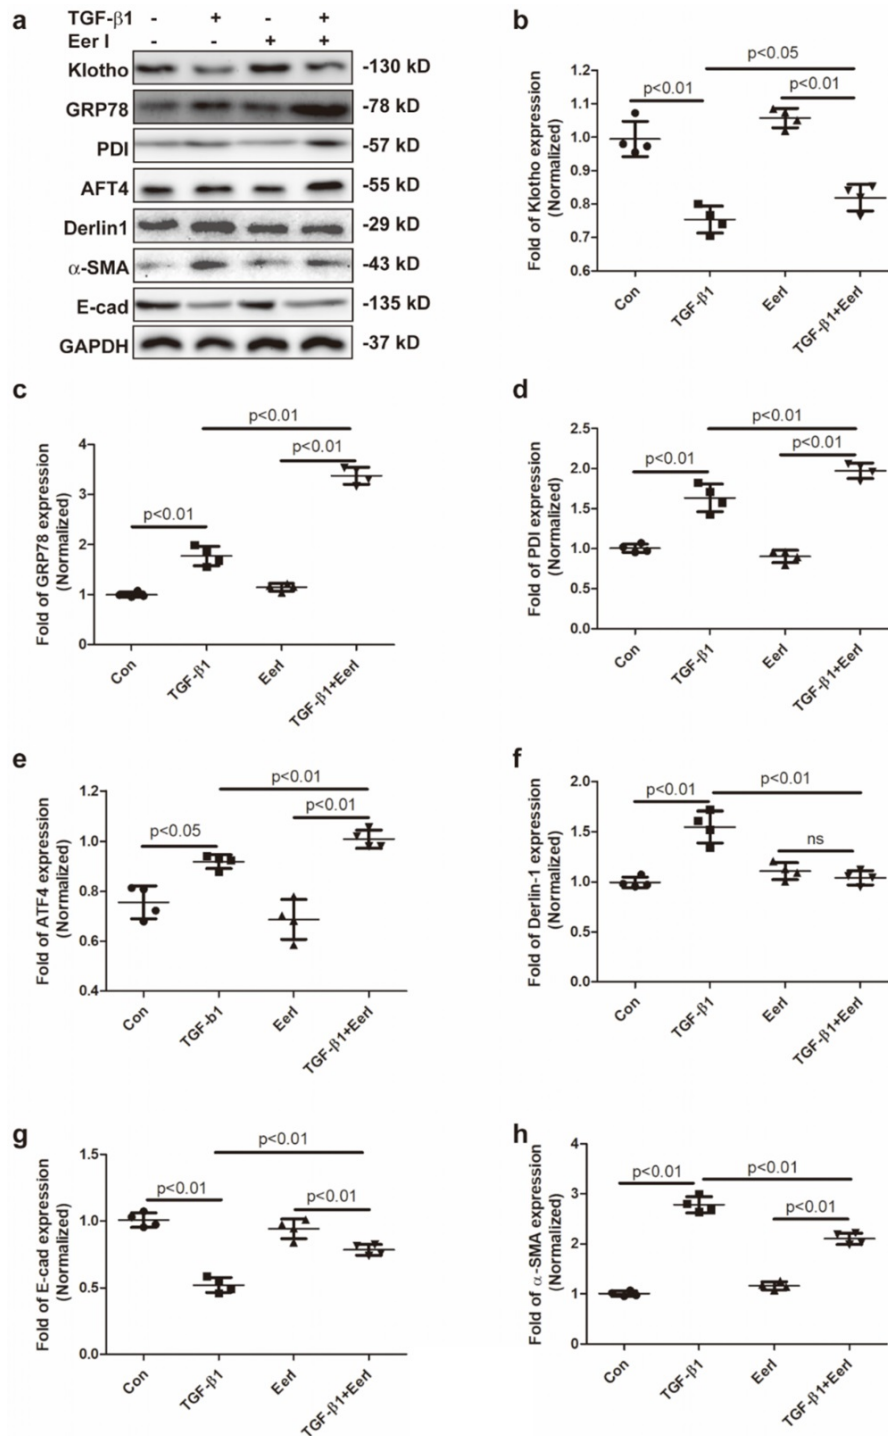 a
TGF-β1 - + - +
Eer I - - + +
Klotho -130 kD
GRP78 -78 kD
PDI -57 kD
AFT4 -55 kD
Derlin1 -29 kD
α-SMA -43 kD
E-cad -135 kD
GAPDH -37 kD
b
Fold of Klotho expression
(Normalized)
1.2
1.0
0.8
0.6
p<0.05
p<0.01
p<0.01
Con
TGF-β1
EerI
TGF-β1+EerI
c
Fold of GRP78 expression
(Normalized)
4
3
2
1
0
p<0.01
p<0.01
p<0.01
Con
TGF-β1
EerI
TGF-β1+EerI
d
Fold of PDI expression
(Normalized)
2.5
2.0
1.5
1.0
0.5
0.0
p<0.01
p<0.01
p<0.01
Con
TGF-β1
EerI
TGF-β1+EerI
e
Fold of ATF4 expression
(Normalized)
1.2
1.0
0.8
0.6
0.4
p<0.01
p<0.01
p<0.05
Con
TGF-b1
EerI
TGF-β1+EerI
f
Fold of Derlin-1 expression
(Normalized)
2.0
1.5
1.0
0.5
0.0
p<0.01
p<0.01
ns
Con
TGF-β1
EerI
TGF-β1+EerI
g
Fold of E-cad expression
(Normalized)
1.5
1.0
0.5
0.0
p<0.01
p<0.01
p<0.01
Con
TGF-β1
EerI
TGF-β1+EerI
h
Fold of α-SMA expression
(Normalized)
4
3
2
1
0
p<0.01
p<0.01
p<0.01
Con
TGF-β1
EerI
TGF-β1+EerI